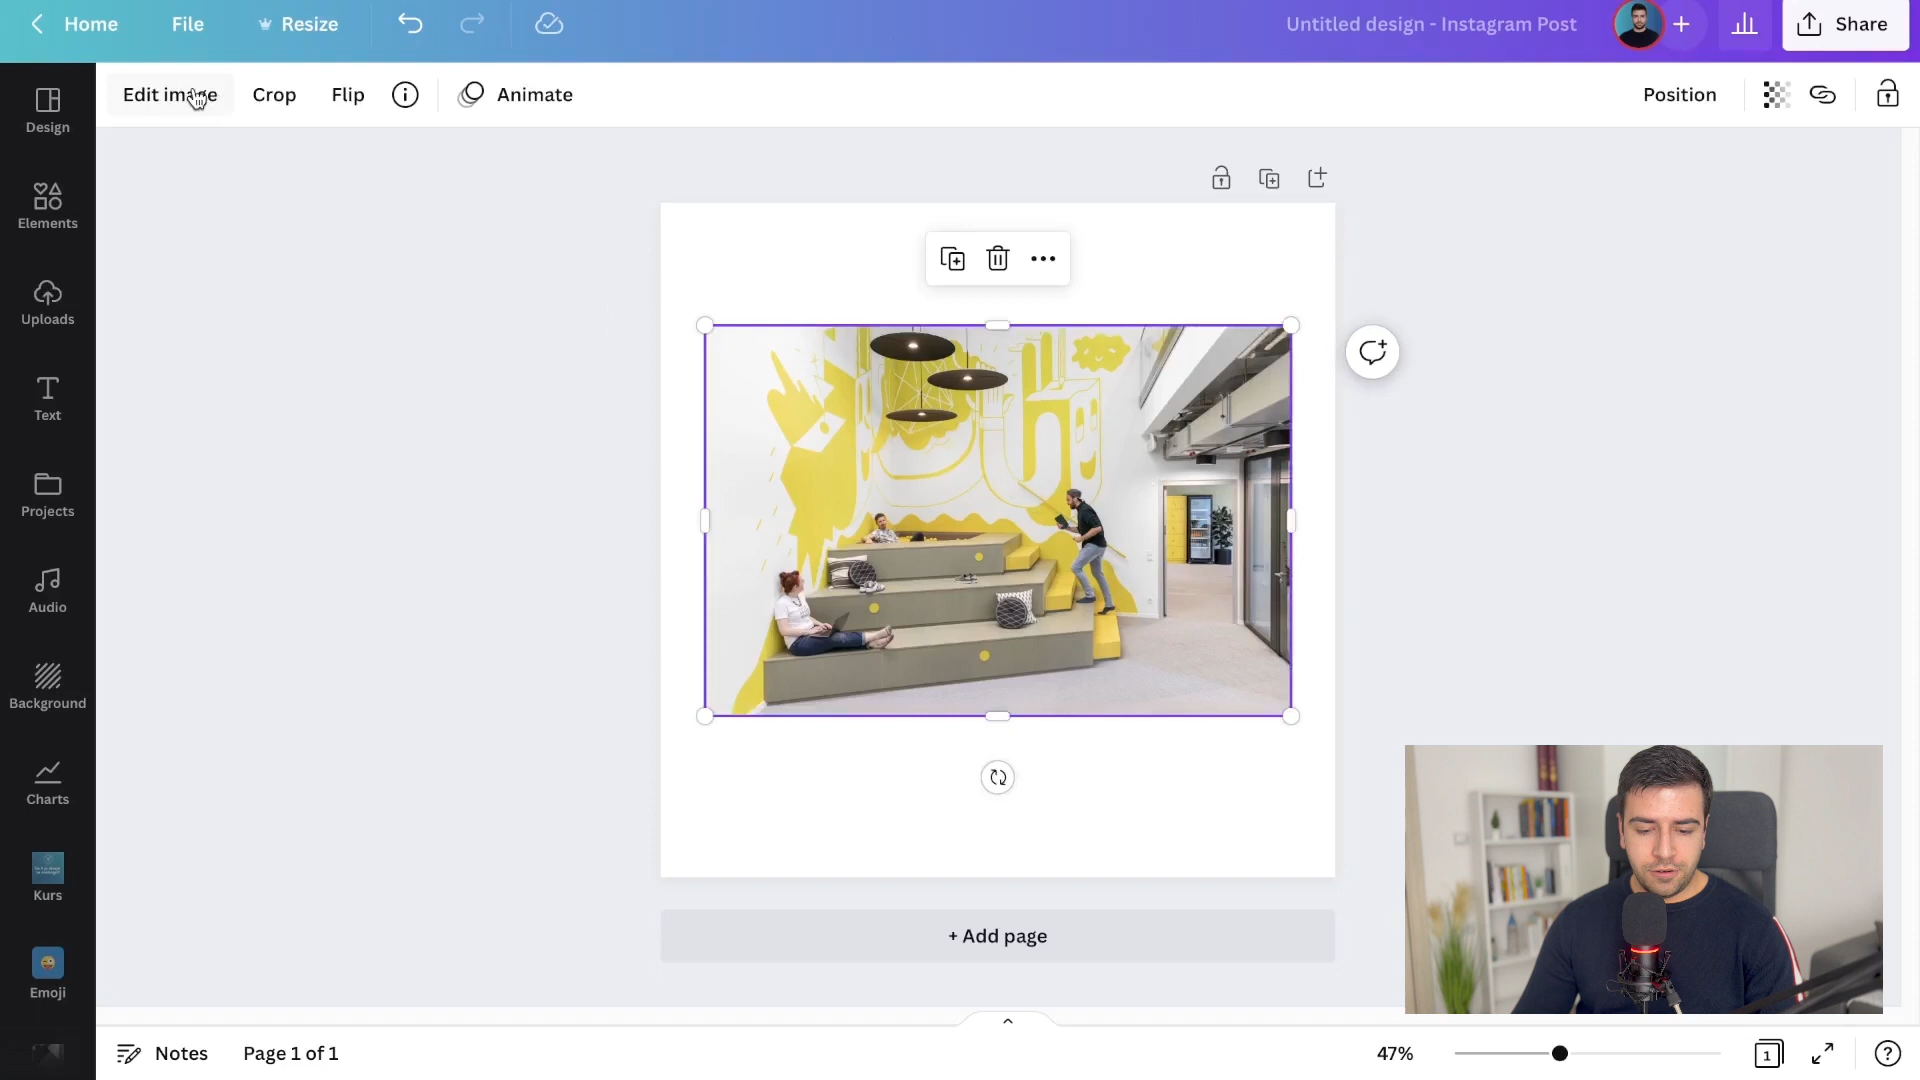 Home File Resize Untitled design - Instagram Post Share
Edit image Crop Flip Animate Position
Design
Elements
Uploads
Text
Projects
Audio
Background
Charts
Kurs
Emoji
+ Add page
Notes Page 1 of 1 47% 1